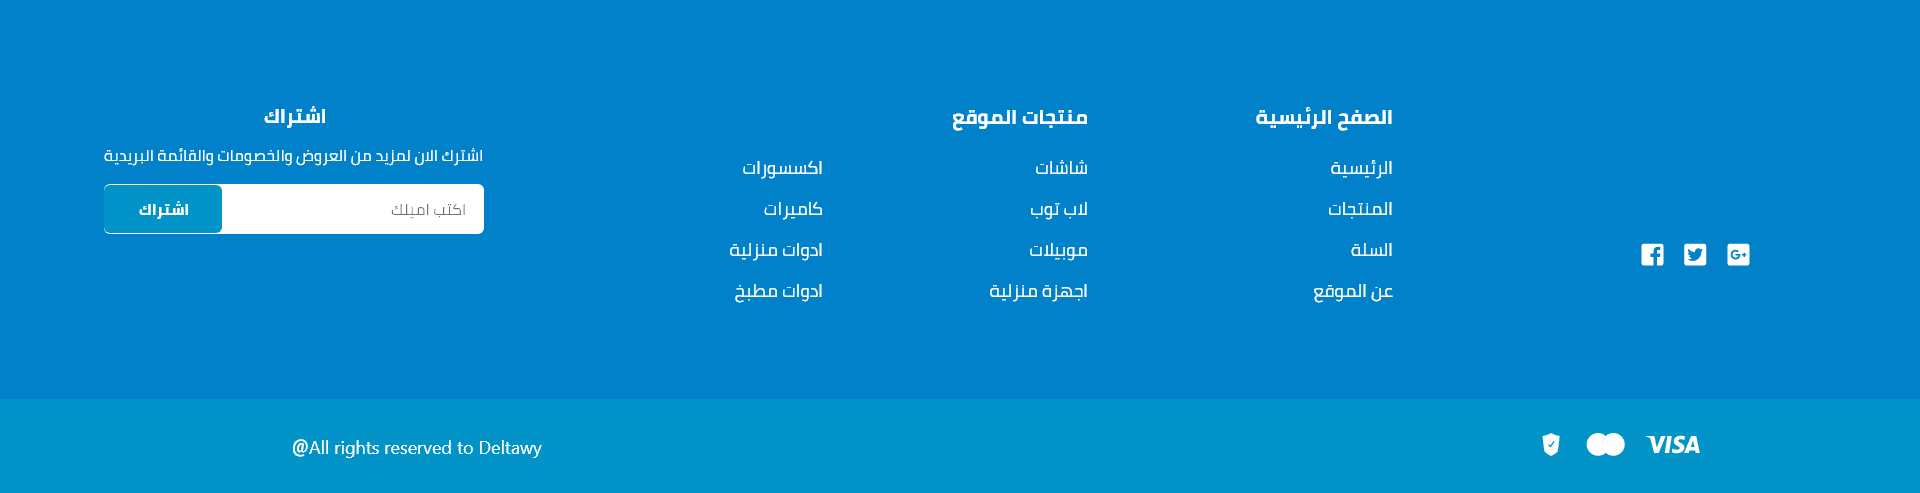 الصفح الرئيسية
الرئيسية
المنتجات
السلة
عن الموقع
منتجات الموقع
شاشات
لاب توب
موبيلات
اجهزة منزلية
اكسسورات
كاميرات
ادوات منزلية
ادوات مطبخ
اشتراك
اشترك الان لمزيد من العروض والخصومات والقائمة البريدية
اكتب اميلك
اشتراك
G+
VISA
@All rights reserved to Deltawy